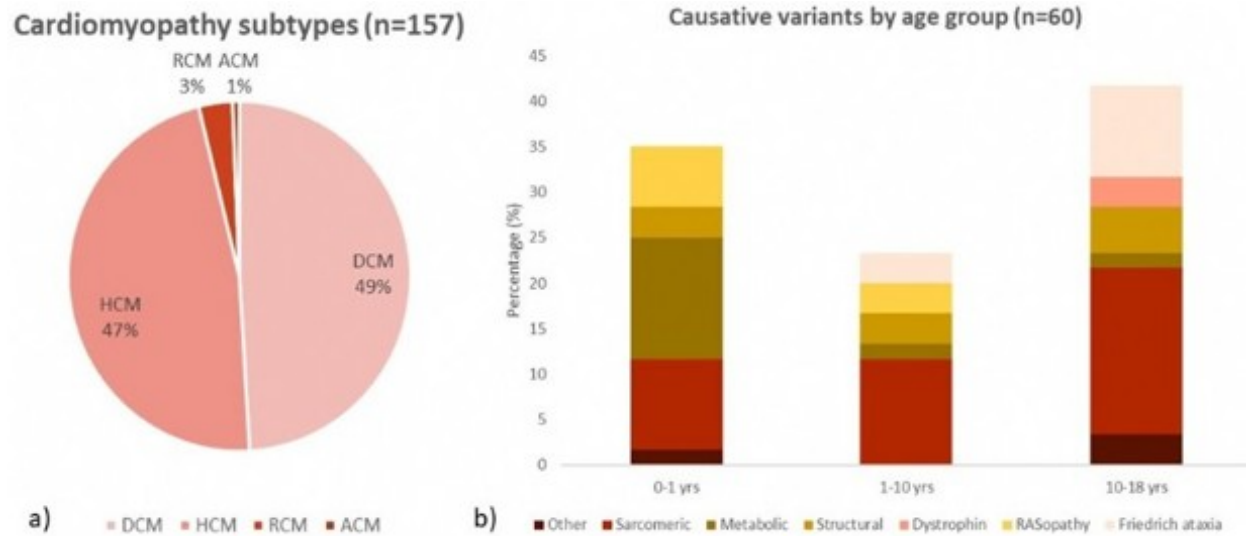 Cardiomyopathy subtypes (n=157)
RCM
3%
ACM
1%
DCM
49%
HCM
47%
a)
DCM HCM RCM ACM
Causative variants by age group (n=60)
Percentage (%)
45
40
35
30
25
20
15
10
5
0
0-1 yrs 1-10 yrs 10-18 yrs
b)
Other Sarcomeric Metabolic Structural Dystrophin RASopathy Friedrich ataxia